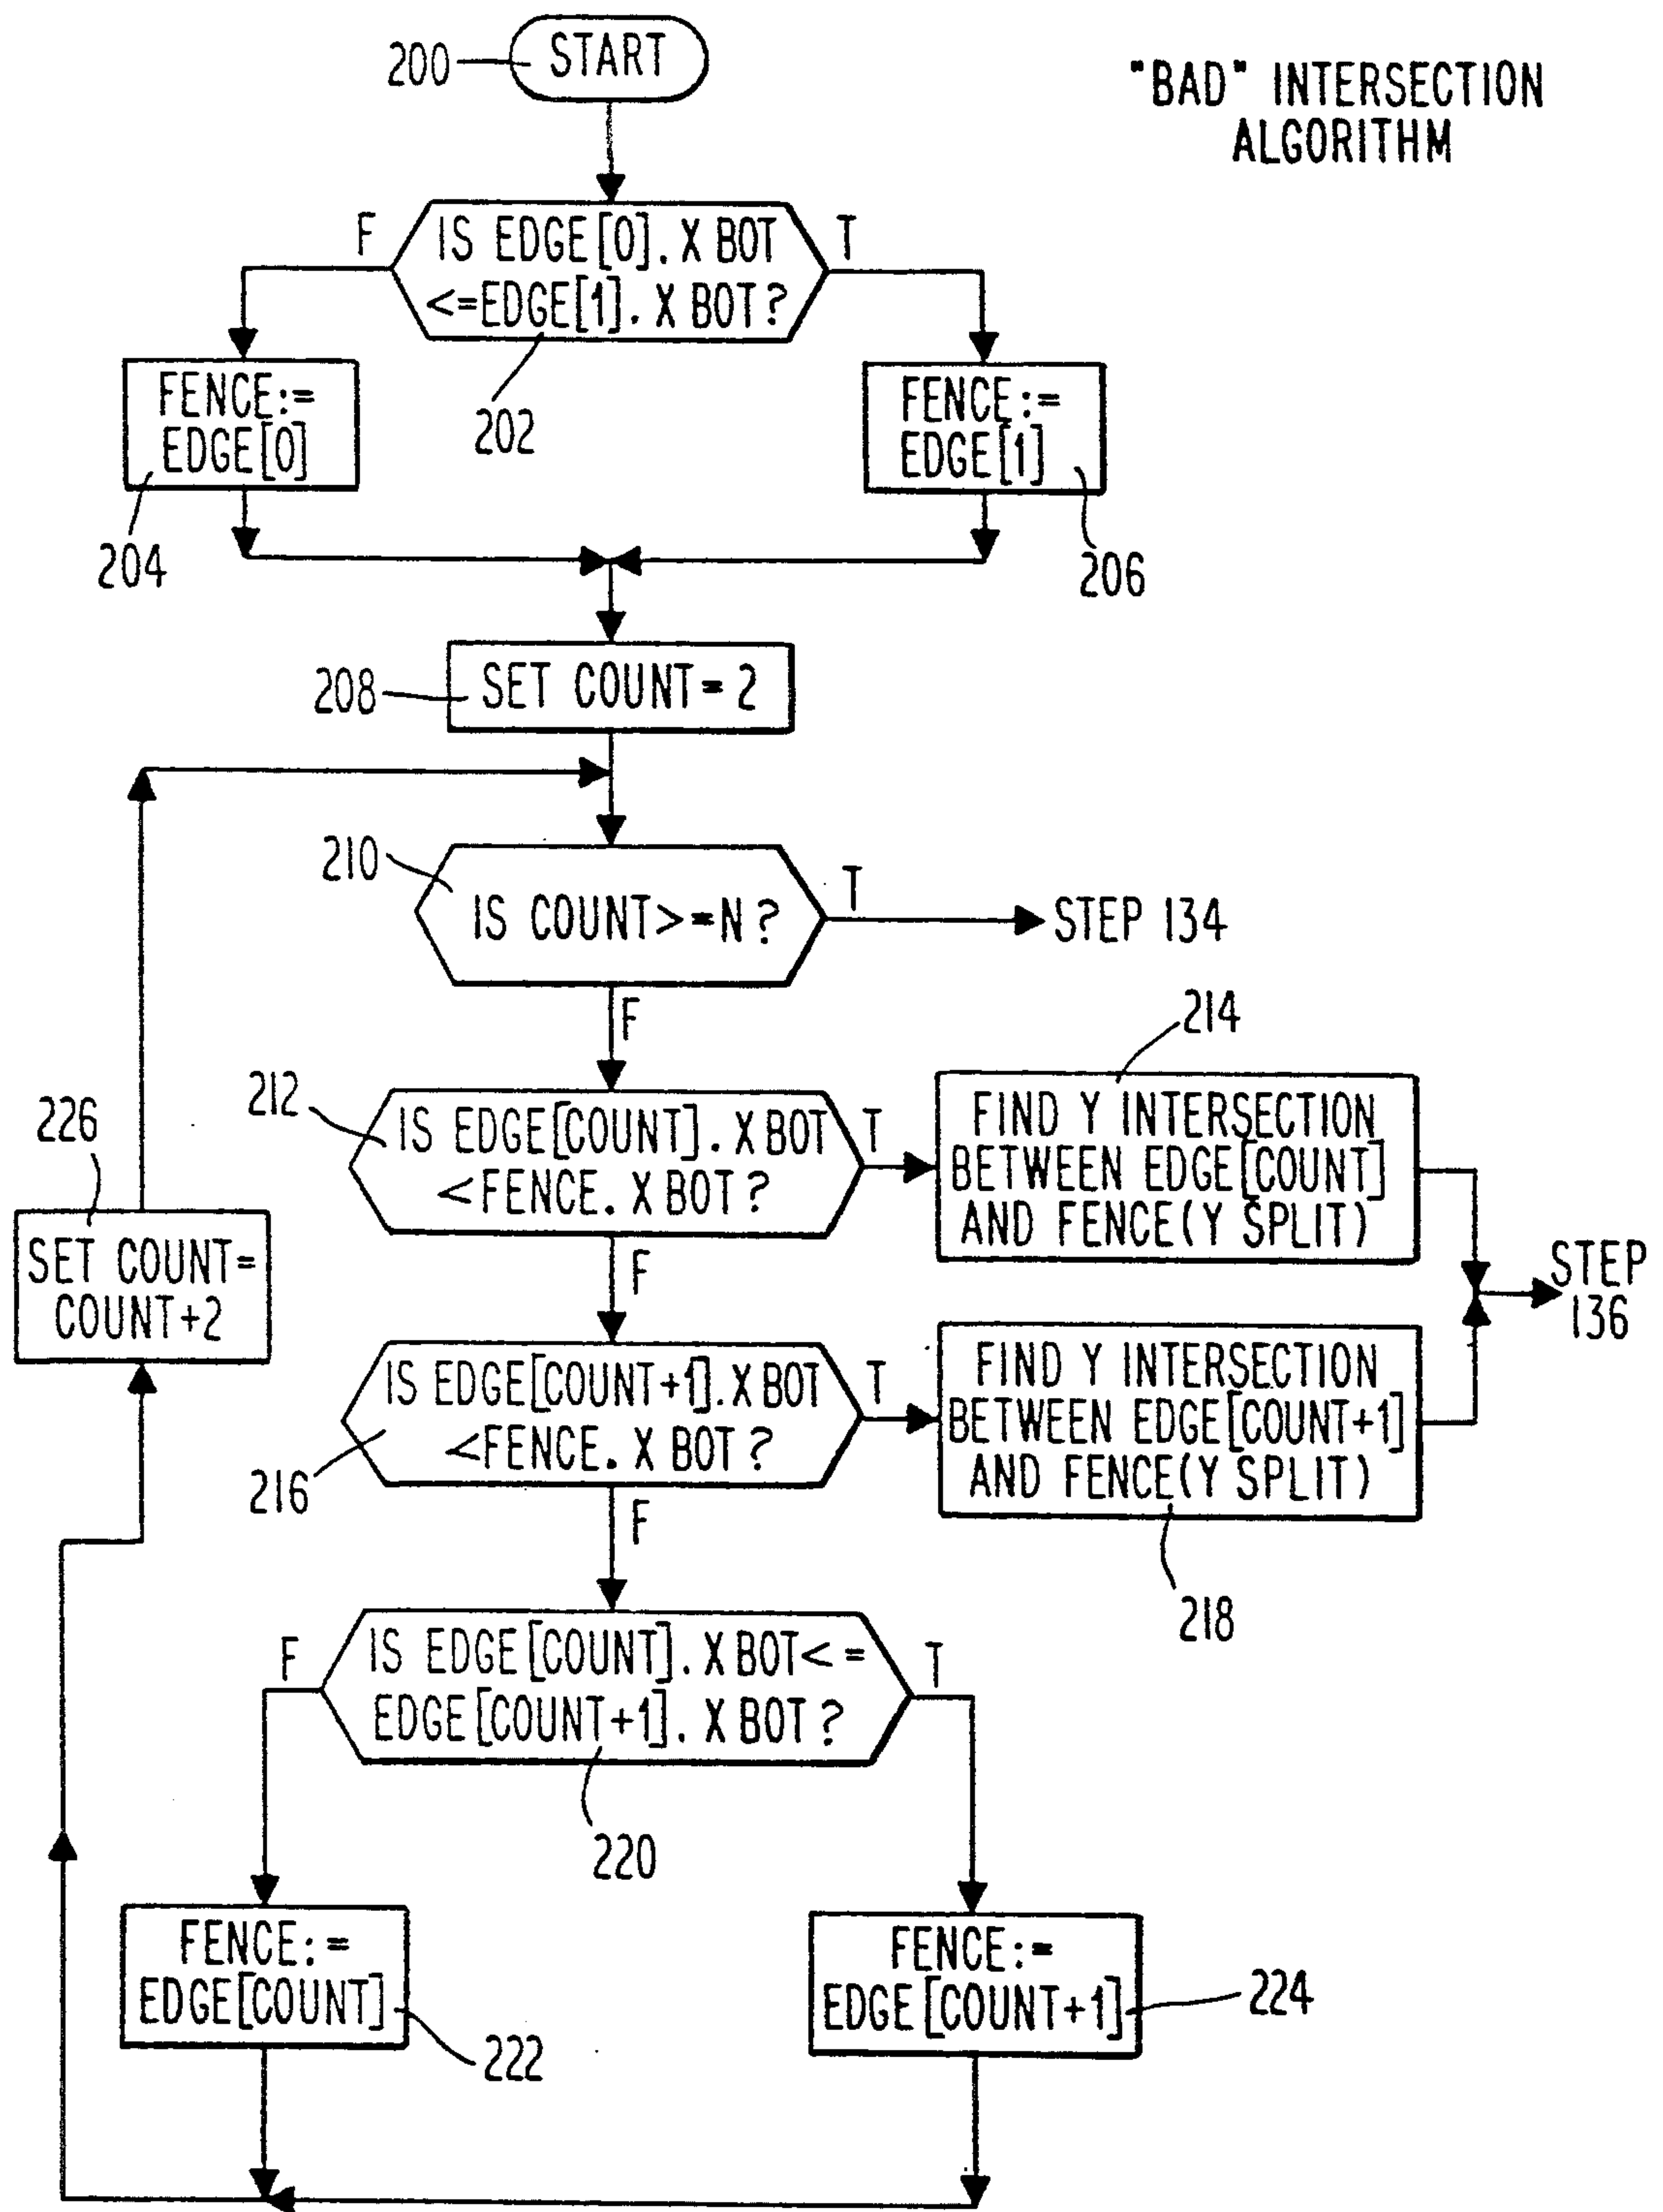 200
START
"BAD" INTERSECTION
ALGORITHM
F
IS EDGE[0]. X BOT
<=EDGE[1]. X BOT?
T
202
FENCE:=
EDGE[0]
204
FENCE:=
EDGE[1]
206
208
SET COUNT=2
210
IS COUNT>=N?
T
STEP 134
F
212
IS EDGE[COUNT]. X BOT
<FENCE. X BOT?
T
214
FIND Y INTERSECTION
BETWEEN EDGE[COUNT]
AND FENCE(Y SPLIT)
226
SET COUNT=
COUNT+2
F
STEP
136
216
IS EDGE[COUNT+1]. X BOT
<FENCE. X BOT?
T
FIND Y INTERSECTION
BETWEEN EDGE[COUNT+1]
AND FENCE(Y SPLIT)
218
F
F
IS EDGE[COUNT]. X BOT<=
EDGE[COUNT+1]. X BOT?
T
220
FENCE:=
EDGE[COUNT]
222
FENCE:=
EDGE[COUNT+1]
224